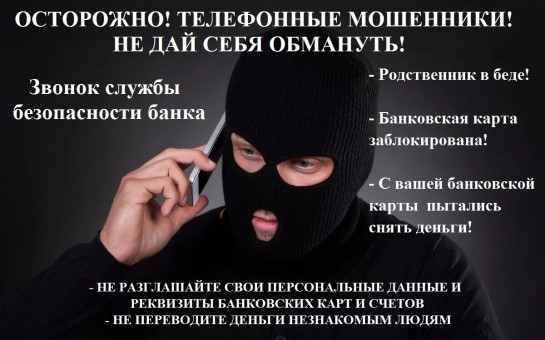 ОСТОРОЖНО! ТЕЛЕФОННЫЕ МОШЕННИКИ!
НЕ ДАЙ СЕБЯ ОБМАНУТЬ!
Звонок службы
безопасности банка
- Родственник в беде!
- Банковская карта
заблокирована!
- С вашей банковской
карты пытались
снять деньги!
- НЕ РАЗГЛАШАЙТЕ СВОИ ПЕРСОНАЛЬНЫЕ ДАННЫЕ И
РЕКВИЗИТЫ БАНКОВСКИХ КАРТ И СЧЕТОВ
- НЕ ПЕРЕВОДИТЕ ДЕНЬГИ НЕЗНАКОМЫМ ЛЮДЯМ